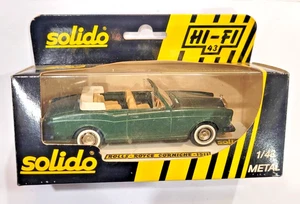 solido
HI-FI
43
solido
ROLLS-ROYCE CORNICHE
1/43
METAL